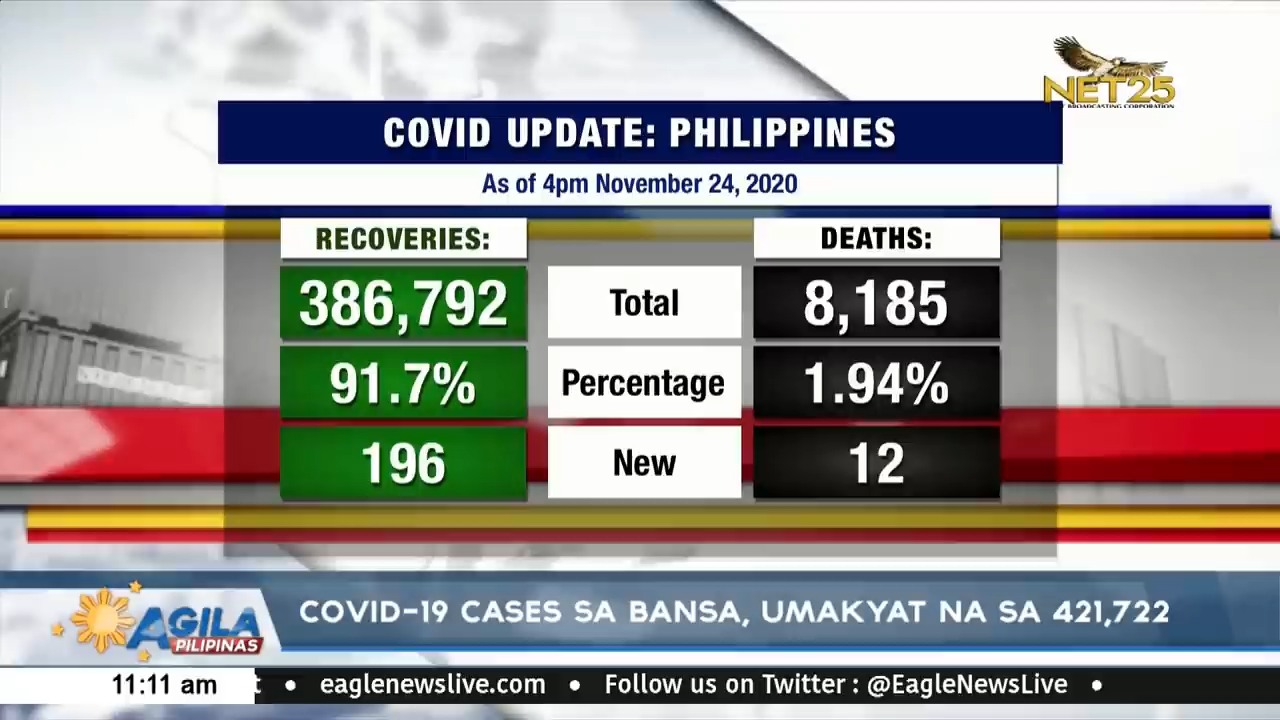 NET25
BROADCASTING CORPORATION
COVID UPDATE: PHILIPPINES
As of 4pm November 24, 2020
RECOVERIES: DEATHS:
386,792 Total 8,185
91.7% Percentage 1.94%
196 New 12
AGILA
PILIPINAS
COVID-19 CASES SA BANSA, UMAKYAT NA SA 421,722
11:11 am t • eaglenewslive.com • Follow us on Twitter : @EagleNewsLive •